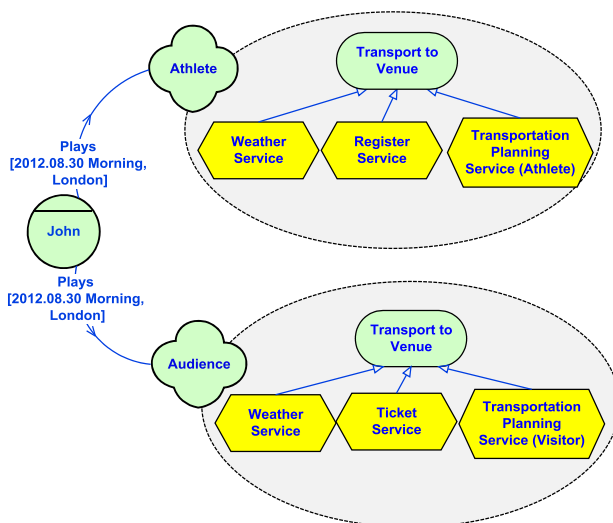 Athlete
Transport to
Venue
Weather
Service
Register
Service
Transportation
Planning
Service (Athlete)
Plays
[2012.08.30 Morning,
London]
John
Plays
[2012.08.30 Morning,
London]
Audience
Transport to
Venue
Weather
Service
Ticket
Service
Transportation
Planning
Service (Visitor)